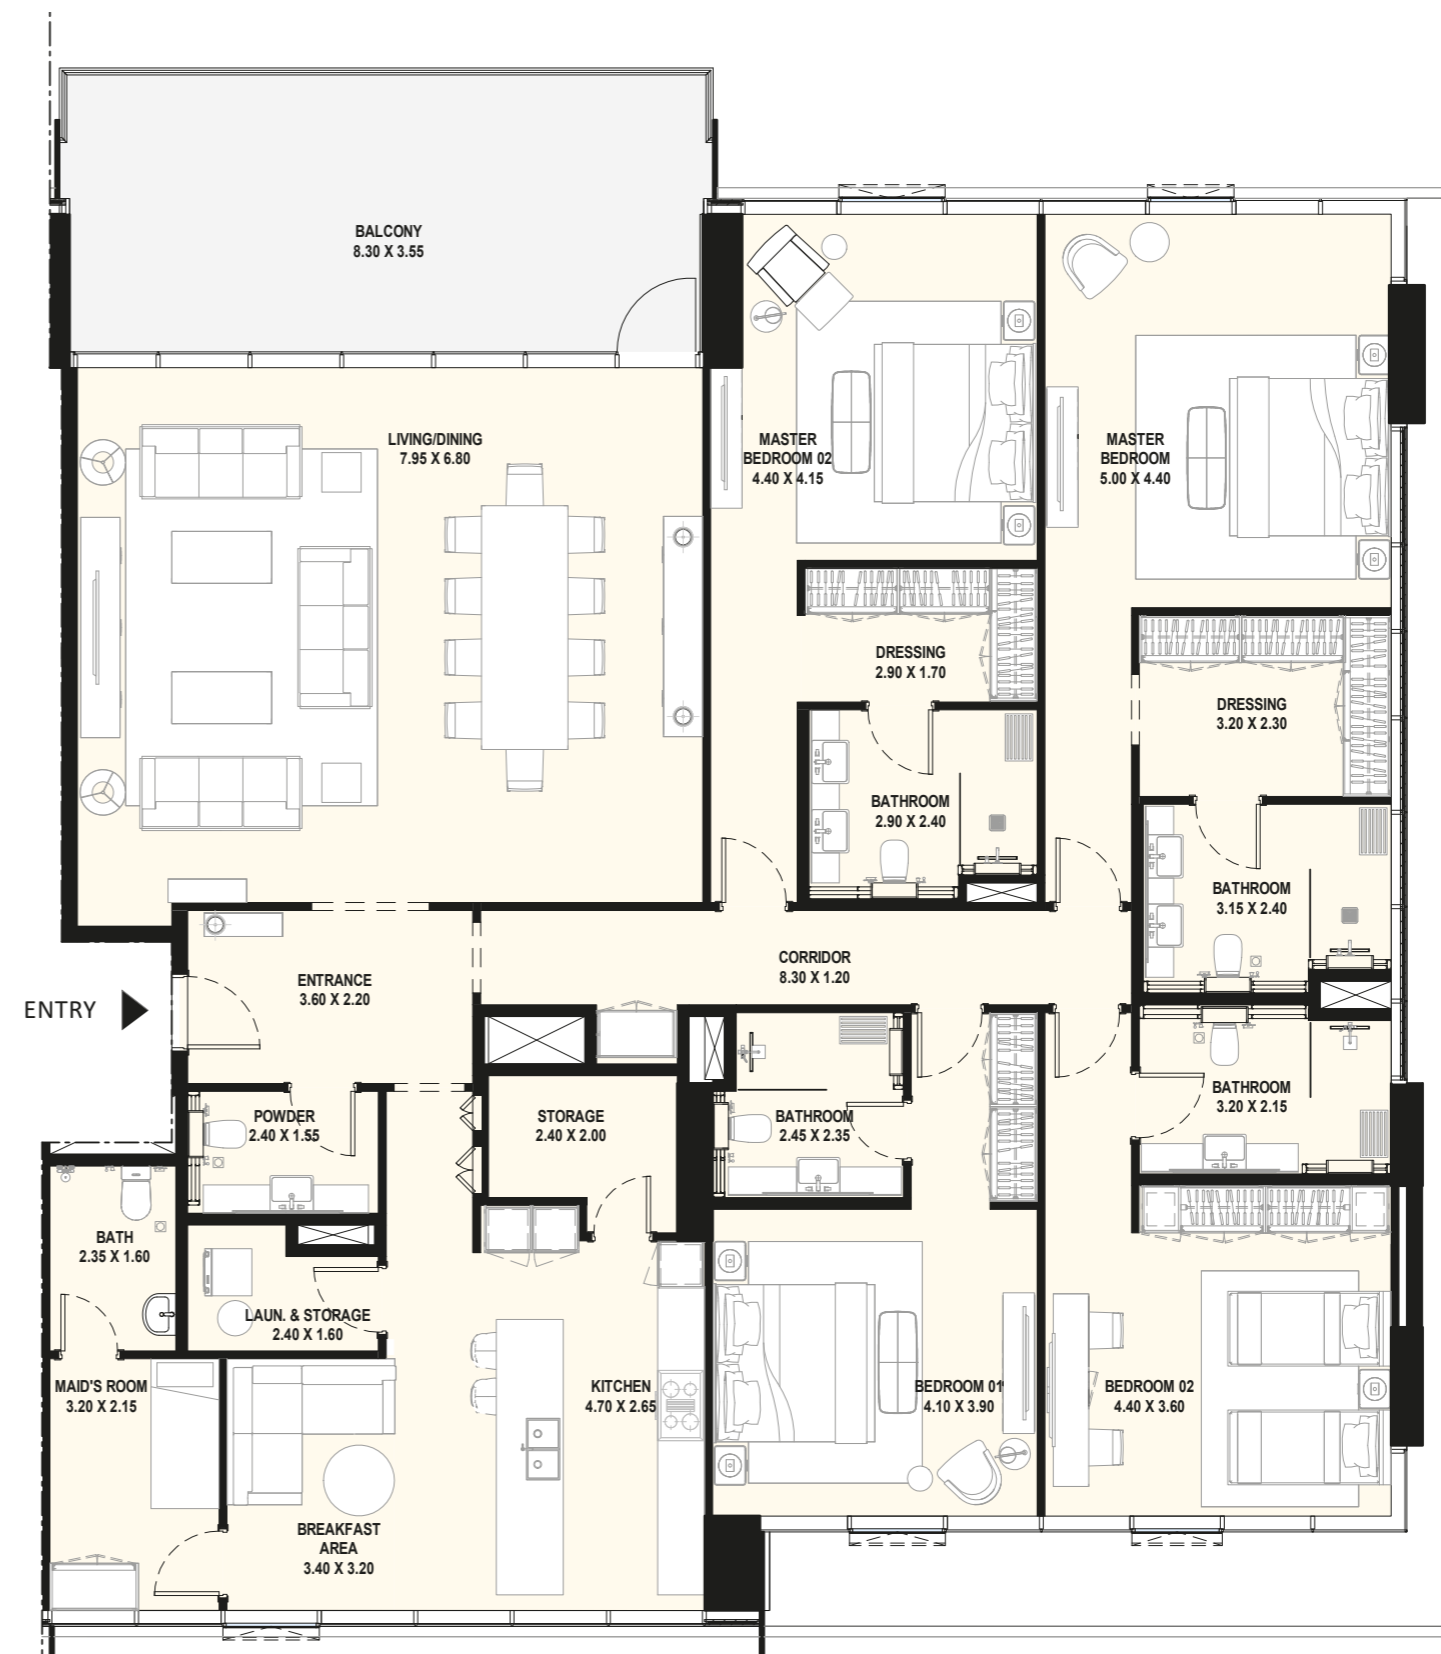 BALCONY
8.30 X 3.55
LIVING/DINING
7.95 X 6.80
MASTER
BEDROOM 02
4.40 X 4.15
MASTER
BEDROOM
5.00 X 4.40
DRESSING
2.90 X 1.70
DRESSING
3.20 X 2.30
BATHROOM
2.90 X 2.40
BATHROOM
3.15 X 2.40
CORRIDOR
8.30 X 1.20
ENTRANCE
3.60 X 2.20
ENTRY
POWDER
2.40 X 1.55
STORAGE
2.40 X 2.00
BATHROOM
2.45 X 2.35
BATHROOM
3.20 X 2.15
BATH
2.35 X 1.60
LAUN. & STORAGE
2.40 X 1.60
MAID'S ROOM
3.20 X 2.15
KITCHEN
4.70 X 2.65
BEDROOM 01
4.10 X 3.90
BEDROOM 02
4.40 X 3.60
BREAKFAST
AREA
3.40 X 3.20